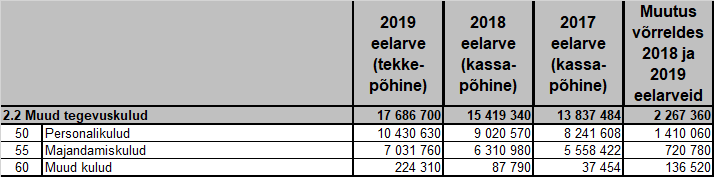 2019 eelarve (tekke-põhine) 2018 eelarve (kassa-põhine) 2017 eelarve (kassa-põhine) Muutus võrreldes 2018 ja 2019 eelarveid
2.2 Muud tegevuskulud 17 686 700 15 419 340 13 837 484 2 267 360
50 Personalikulud 10 430 630 9 020 570 8 241 608 1 410 060
55 Majandamiskulud 7 031 760 6 310 980 5 558 422 720 780
60 Muud kulud 224 310 87 790 37 454 136 520